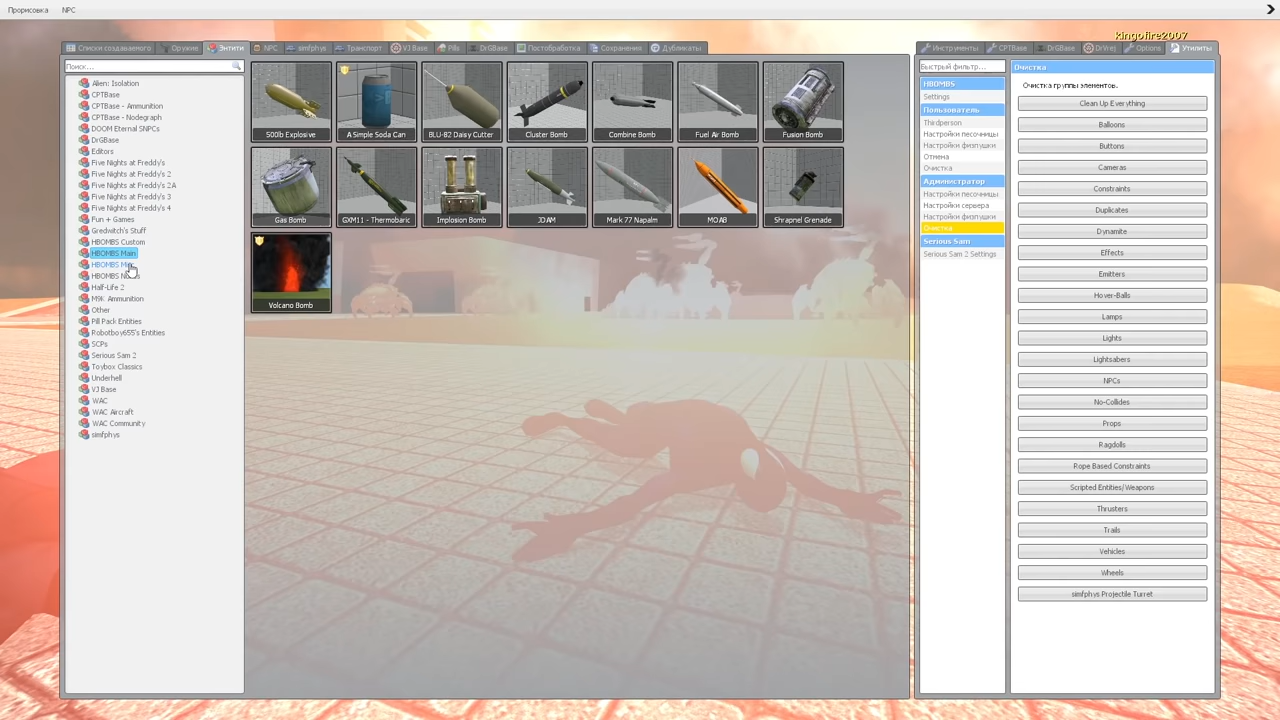 Прорисовка NPC
kingofire2007
Списки создаваемого Оружие Энтити NPC simfphys Транспорт VJ Base Pills DrGBase Постобработка Сохранения Дубликаты
Инструменты CPTBase DrGBase DrVrej Options Утилиты
Поиск...
Alien: Isolation
CPTBase
CPTBase - Ammunition
CPTBase - Nodegraph
DOOM Eternal SNPCs
DrGBase
Editors
Five Nights at Freddy's
Five Nights at Freddy's 2
Five Nights at Freddy's 2A
Five Nights at Freddy's 3
Five Nights at Freddy's 4
Fun + Games
Gredwitch's Stuff
HBOMBS Custom
HBOMBS Main
HBOMBS
HBOMBS
Half-Life 2
M9K Ammunition
Other
Pill Pack Entities
Robotboy655's Entities
SCPs
Serious Sam 2
Toybox Classics
Underhell
VJ Base
WAC
WAC Aircraft
WAC Community
simfphys
500lb Explosive
A Simple Soda Can
BLU-82 Daisy Cutter
Cluster Bomb
Combine Bomb
Fuel Air Bomb
Fusion Bomb
Gas Bomb
GXM11 - Thermobaric
Implosion Bomb
JDAM
Mark 77 Napalm
MOAB
Shrapnel Grenade
Volcano Bomb
Быстрый фильтр...
HBOMBS
Settings
Пользователь
Thirdperson
Настройки песочницы
Настройки физпушки
Отмена
Очистка
Администратор
Настройки песочницы
Настройки сервера
Настройки физпушки
Очистка
Serious Sam
Serious Sam 2 Settings
Очистка
Очистка группы элементов.
Clean Up Everything
Balloons
Buttons
Cameras
Constraints
Duplicates
Dynamite
Effects
Emitters
Hover-Balls
Lamps
Lights
Lightsabers
NPCs
No-Collides
Props
Ragdolls
Rope Based Constraints
Scripted Entities/Weapons
Thrusters
Trails
Vehicles
Wheels
simfphys Projectile Turret